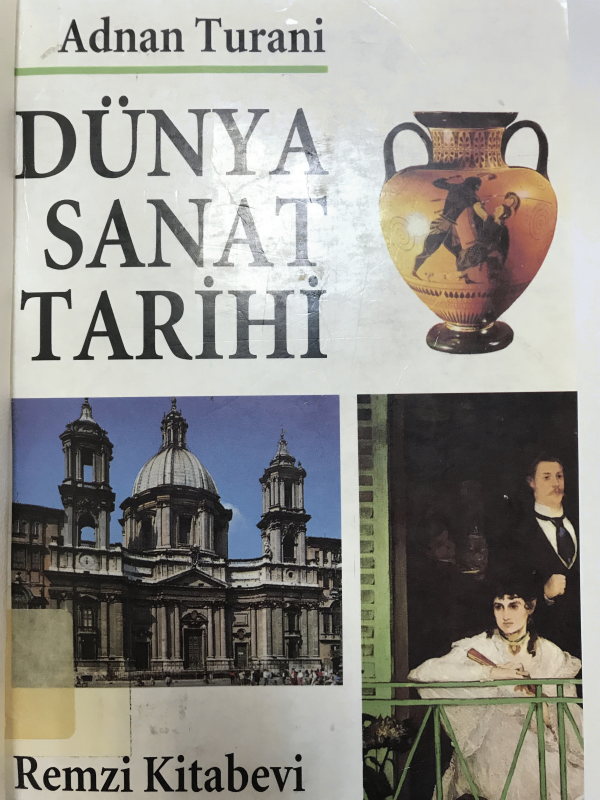 Adnan Turani
DÜNYA
SANAT
TARİHİ
Remzi Kitabevi